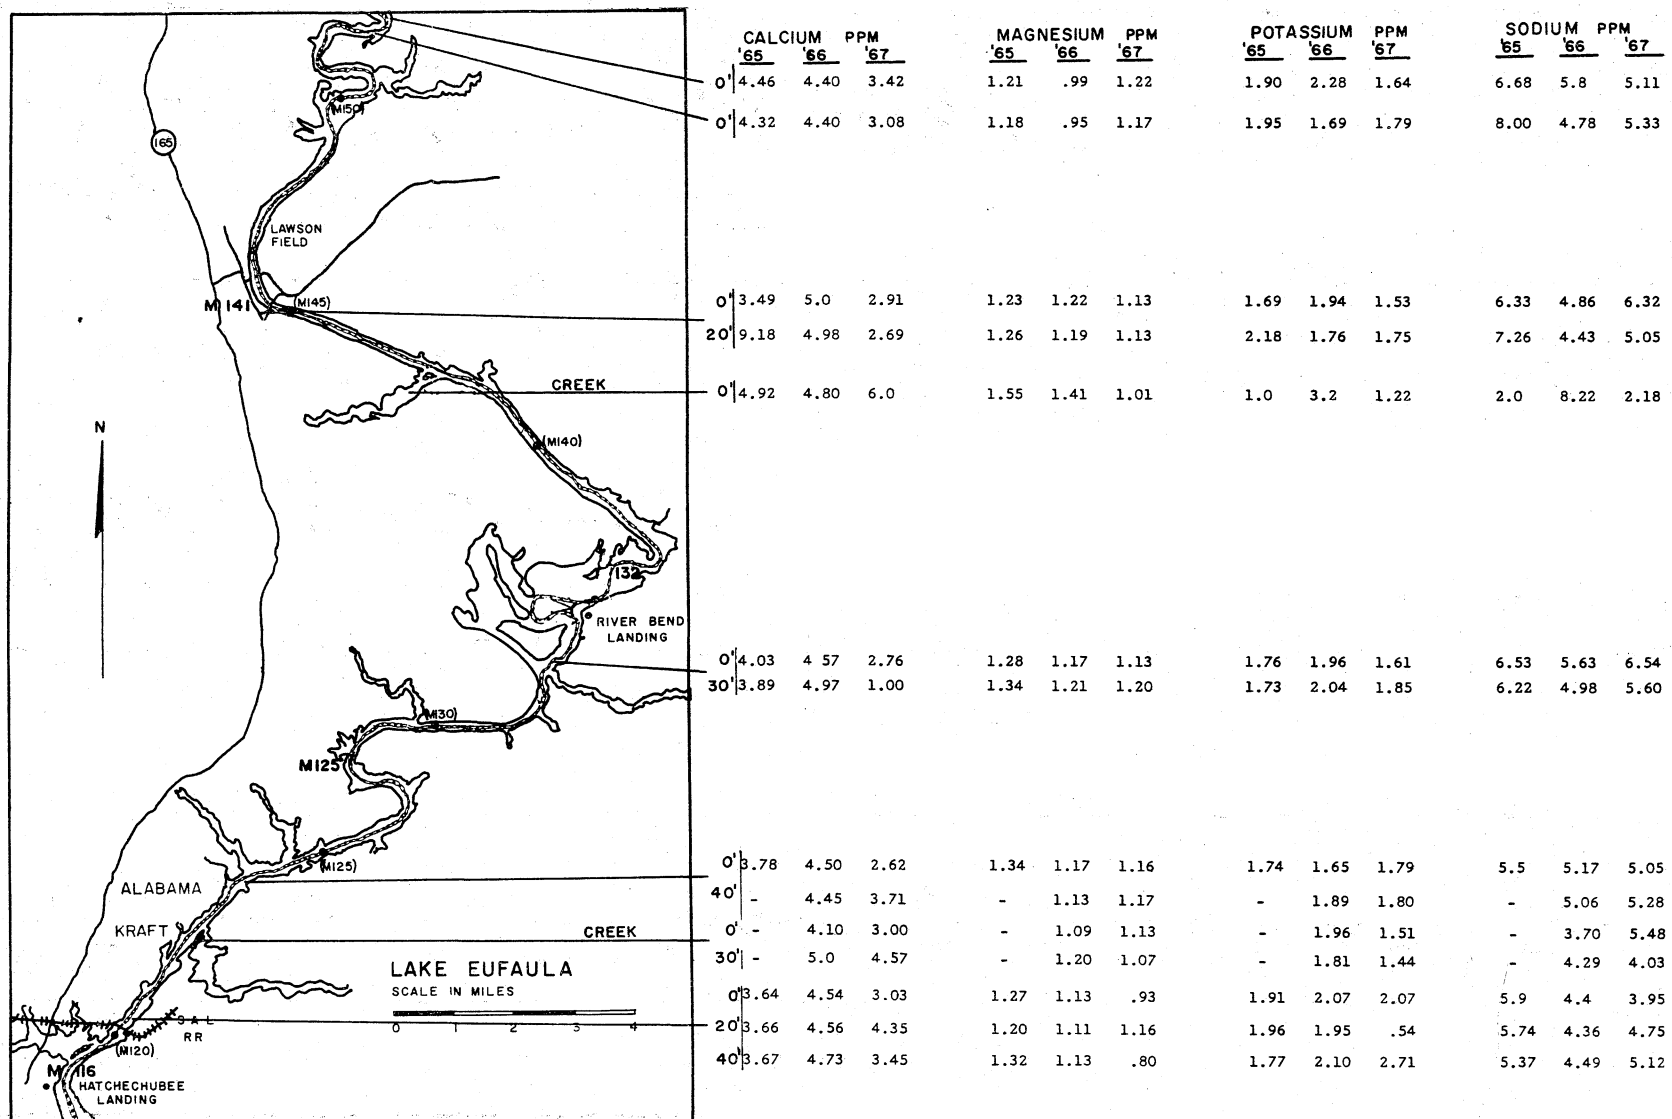 CALCIUM PPM MAGNESIUM PPM POTASSIUM PPM SODIUM PPM
'65 '66 '67 '65 '66 '67 '65 '66 '67 '65 '66 '67
0' 4.46 4.40 3.42 1.21 .99 1.22 1.90 2.28 1.64 6.68 5.8 5.11
(M150)
0' 4.32 4.40 3.08 1.18 .95 1.17 1.95 1.69 1.79 8.00 4.78 5.33
165
LAWSON
FIELD
M 141 (M145)
0' 3.49 5.0 2.91 1.23 1.22 1.13 1.69 1.94 1.53 6.33 4.86 6.32
20' 9.18 4.98 2.69 1.26 1.19 1.13 2.18 1.76 1.75 7.26 4.43 5.05
CREEK 0' 4.92 4.80 6.0 1.55 1.41 1.01 1.0 3.2 1.22 2.0 8.22 2.18
N
(M140)
132
RIVER BEND
LANDING
0' 4.03 4 57 2.76 1.28 1.17 1.13 1.76 1.96 1.61 6.53 5.63 6.54
30' 3.89 4.97 1.00 1.34 1.21 1.20 1.73 2.04 1.85 6.22 4.98 5.60
(M130)
M125
0' 3.78 4.50 2.62 1.34 1.17 1.16 1.74 1.65 1.79 5.5 5.17 5.05
(M125)
ALABAMA
40' - 4.45 3.71 - 1.13 1.17 - 1.89 1.80 - 5.06 5.28
KRAFT
CREEK 0' - 4.10 3.00 - 1.09 1.13 - 1.96 1.51 - 3.70 5.48
30' - 5.0 4.57 - 1.20 1.07 - 1.81 1.44 - 4.29 4.03
LAKE EUFAULA
SCALE IN MILES
0' 3.64 4.54 3.03 1.27 1.13 .93 1.91 2.07 2.07 5.9 4.4 3.95
0 1 2 3 4
S A L
RR
20' 3.66 4.56 4.35 1.20 1.11 1.16 1.96 1.95 .54 5.74 4.36 4.75
(M120)
40' 3.67 4.73 3.45 1.32 1.13 .80 1.77 2.10 2.71 5.37 4.49 5.12
M 116
HATCHECHUBEE
LANDING